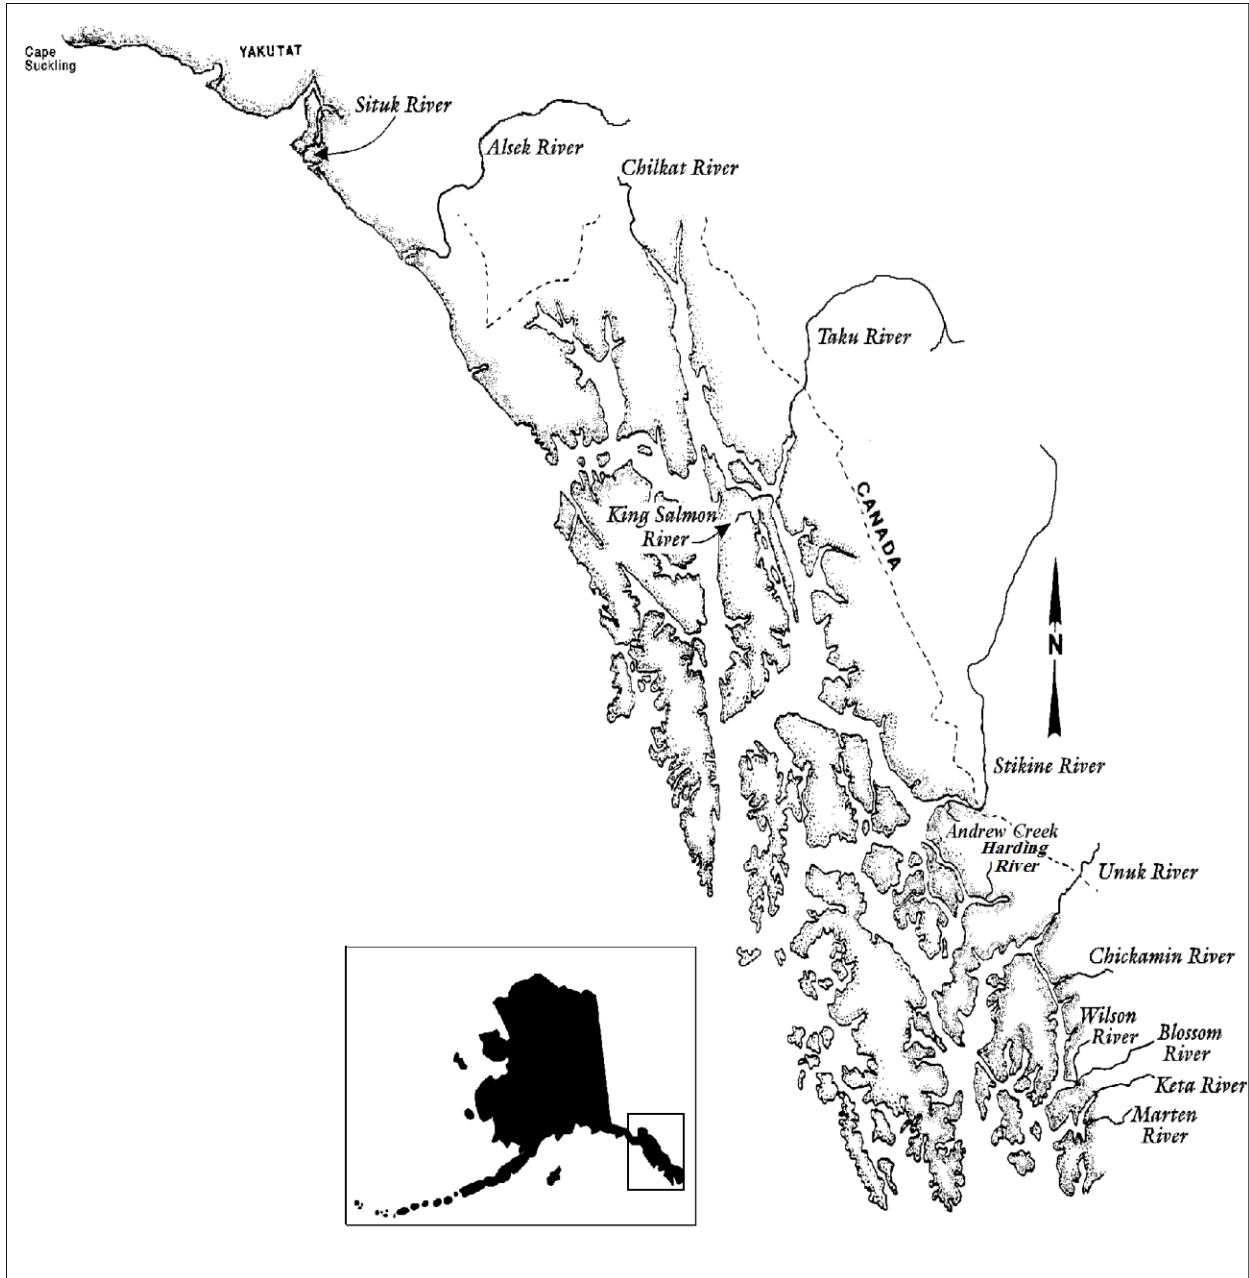 Cape
Suckling
YAKUTAT
Situk River
Alsek River
Chilkat River
Taku River
CANADA
King Salmon
River
N
Stikine River
Andrew Creek
Harding
River
Unuk River
Chickamin River
Wilson
River
Blossom
River
Keta River
Marten
River